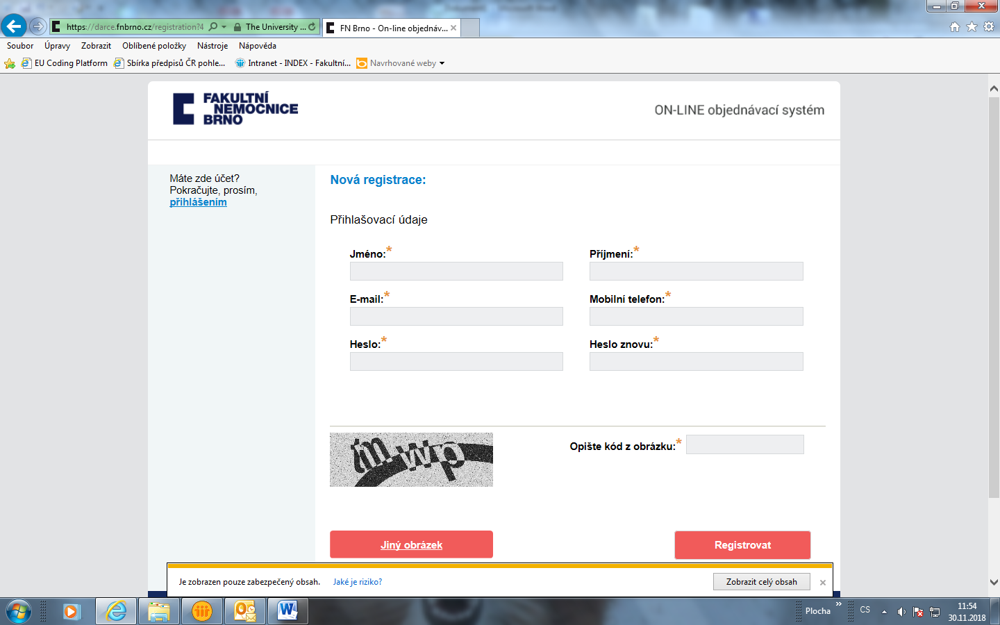 https://darce.fnbrno.cz/registration?4
The University ...
FN Brno - On-line objednáv...
Soubor Úpravy Zobrazit Oblíbené položky Nástroje Nápověda
EU Coding Platform Sbírka předpisů ČR pohle... Intranet - INDEX - Fakultní... Navrhované weby
FAKULTNÍ
NEMOCNICE
BRNO
ON-LINE objednávací systém
Máte zde účet?
Pokračujte, prosím,
přihlášením
Nová registrace:
Přihlašovací údaje
Jméno:* Příjmení:*
E-mail:* Mobilní telefon:*
Heslo:* Heslo znovu:*
mwp
Opište kód z obrázku:*
Jiný obrázek Registrovat
Je zobrazen pouze zabezpečený obsah. Jaké je riziko? Zobrazit celý obsah
Plocha » CS 11:54
30.11.2018